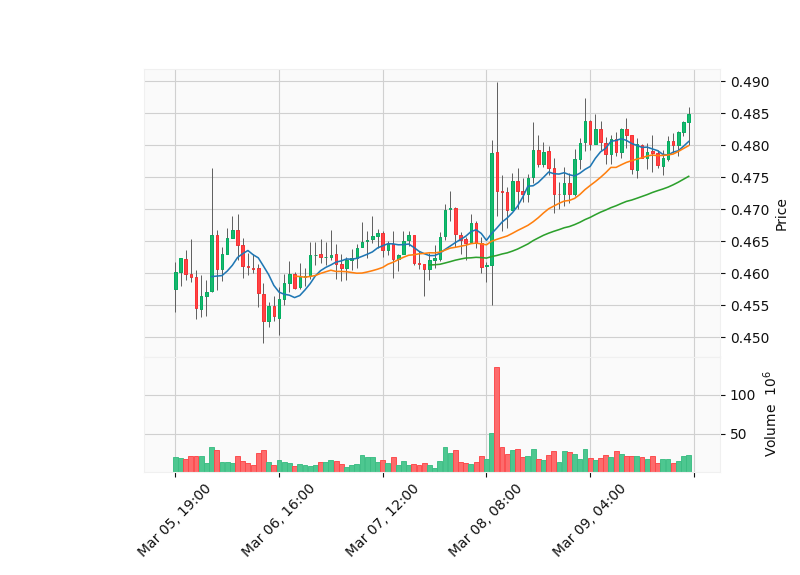 0.490
0.485
0.480
0.475
0.470
0.465
0.460
0.455
0.450
Price
100
50
Volume 10^6
Mar 05, 19:00
Mar 06, 16:00
Mar 07, 12:00
Mar 08, 08:00
Mar 09, 04:00